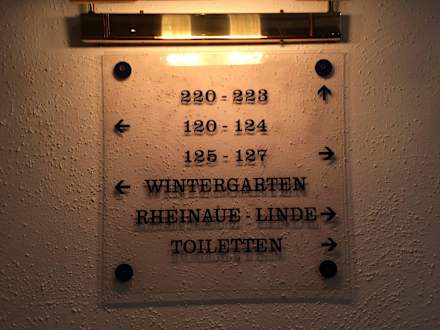 220 - 223 ↑
← 120 - 124
125 - 127 →
← WINTERGARTEN
RHEINAUE - LINDE →
TOILETTEN →